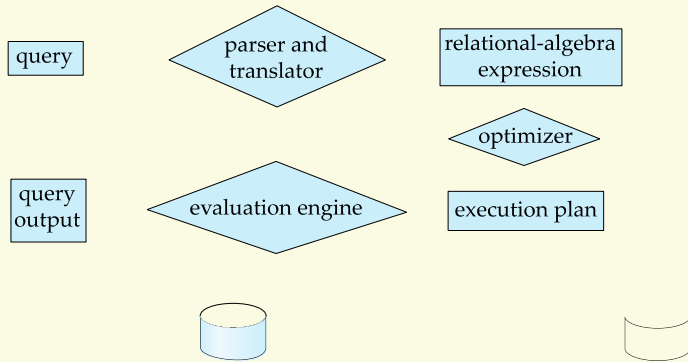 query
parser and
translator
relational-algebra
expression
optimizer
query
output
evaluation engine
execution plan